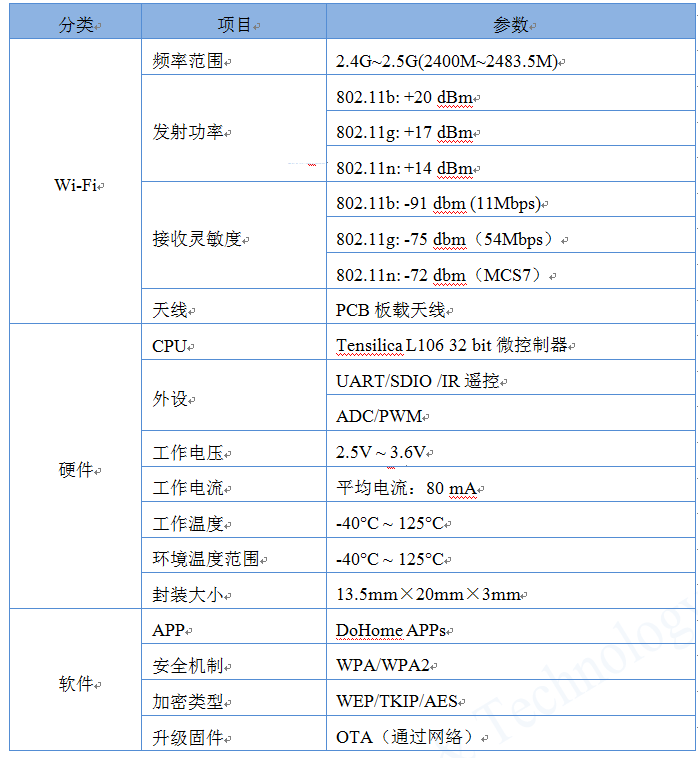 分类 项目 参数
Wi-Fi 频率范围 2.4G~2.5G(2400M~2483.5M)
发射功率 802.11b: +20 dBm
802.11g: +17 dBm
802.11n: +14 dBm
接收灵敏度 802.11b: -91 dbm (11Mbps)
802.11g: -75 dbm（54Mbps）
802.11n: -72 dbm（MCS7）
天线 PCB 板载天线
硬件 CPU Tensilica L106 32 bit 微控制器
外设 UART/SDIO /IR 遥控
ADC/PWM
工作电压 2.5V ~ 3.6V
工作电流 平均电流：80 mA
工作温度 -40°C ~ 125°C
环境温度范围 -40°C ~ 125°C
封装大小 13.5mm×20mm×3mm
软件 APP DoHome APPs
安全机制 WPA/WPA2
加密类型 WEP/TKIP/AES
升级固件 OTA（通过网络）
Technology